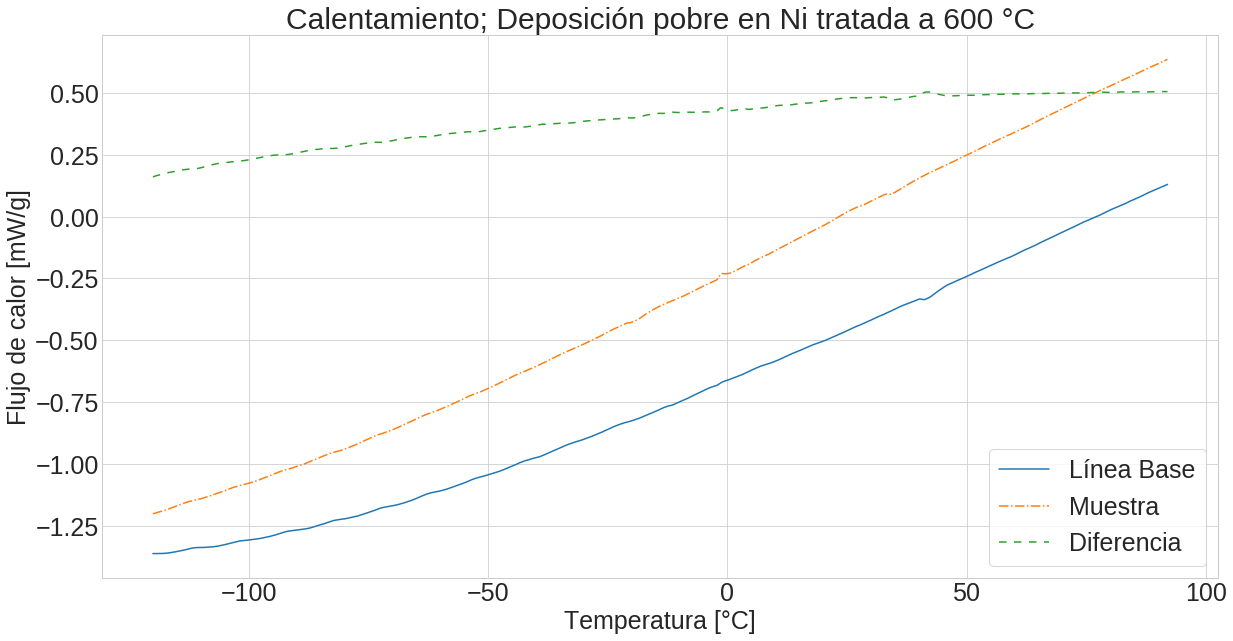 Calentamiento; Deposición pobre en Ni tratada a 600 °C
Flujo de calor [mW/g]
0.50
0.25
0.00
−0.25
−0.50
−0.75
−1.00
−1.25
Línea Base
Muestra
Diferencia
−100
−50
0
50
100
Temperatura [°C]